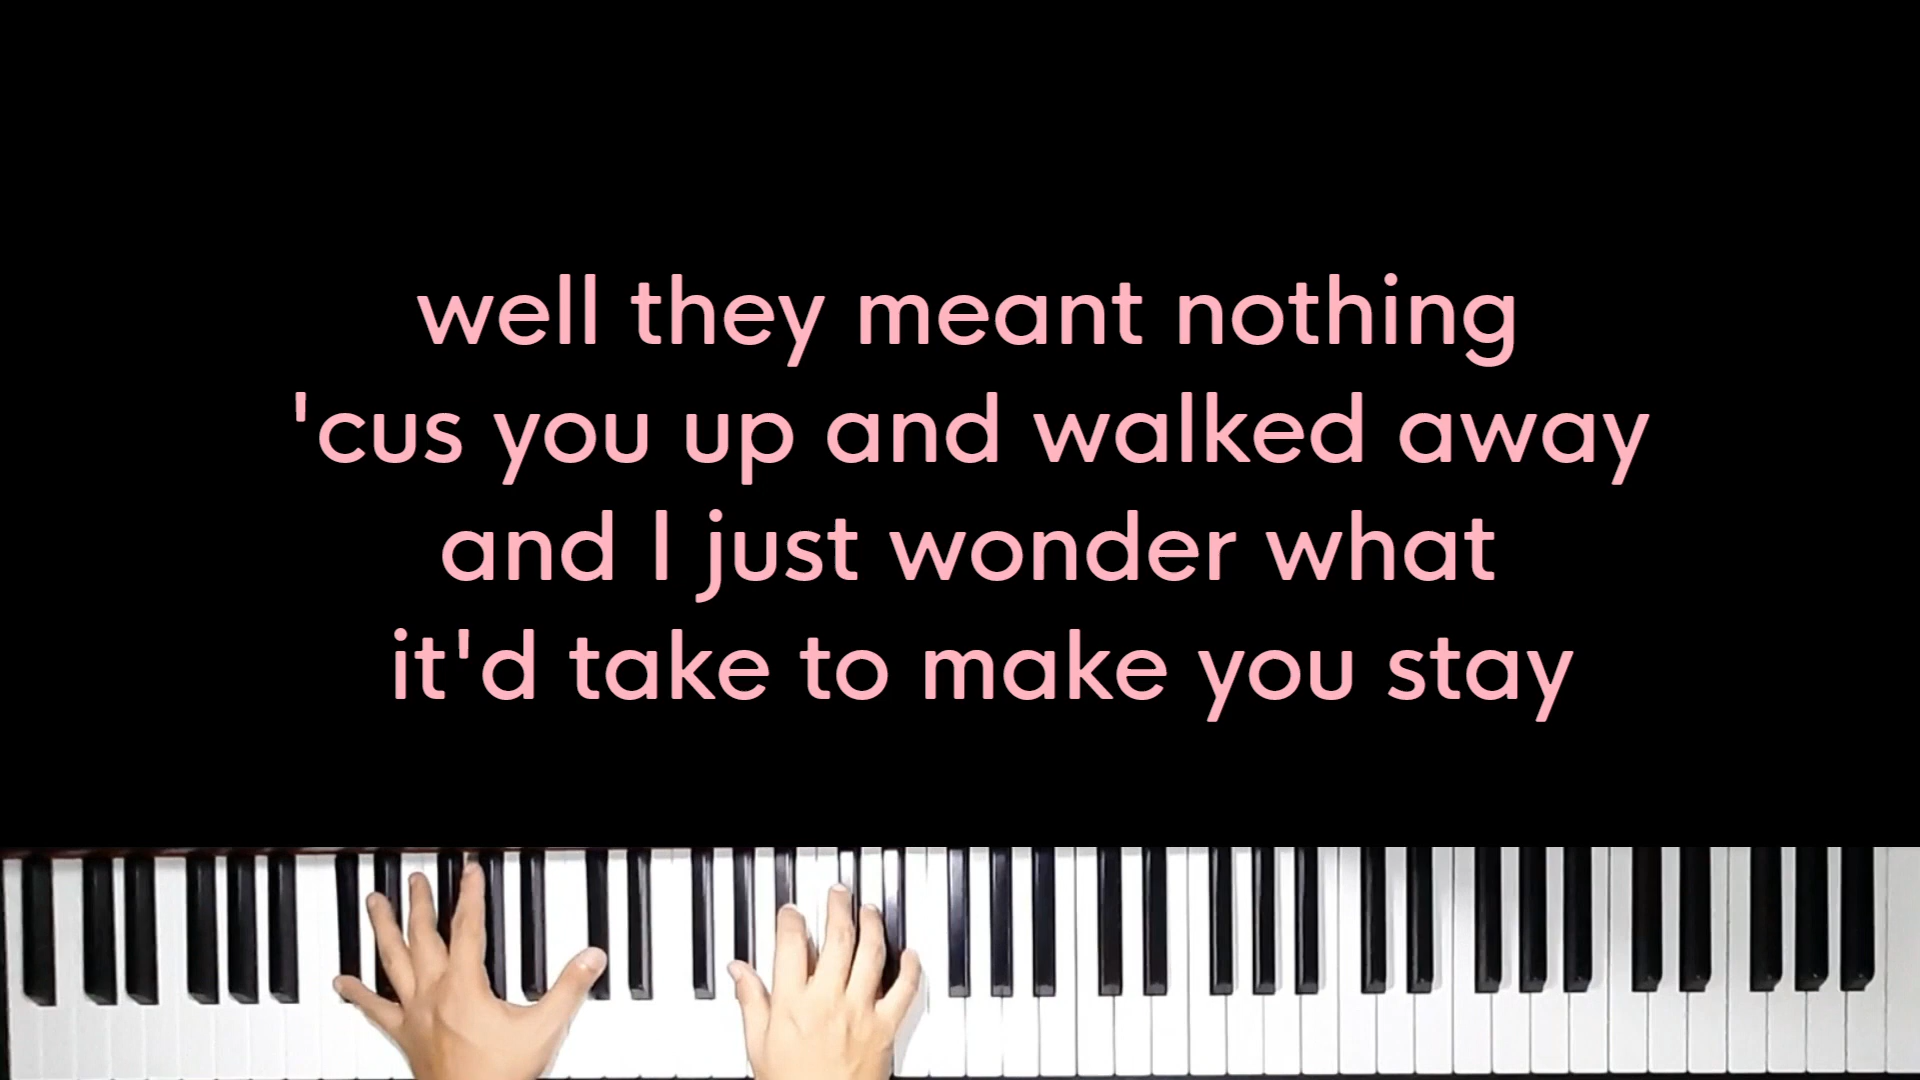 well they meant nothing
'cus you up and walked away
and I just wonder what
it'd take to make you stay